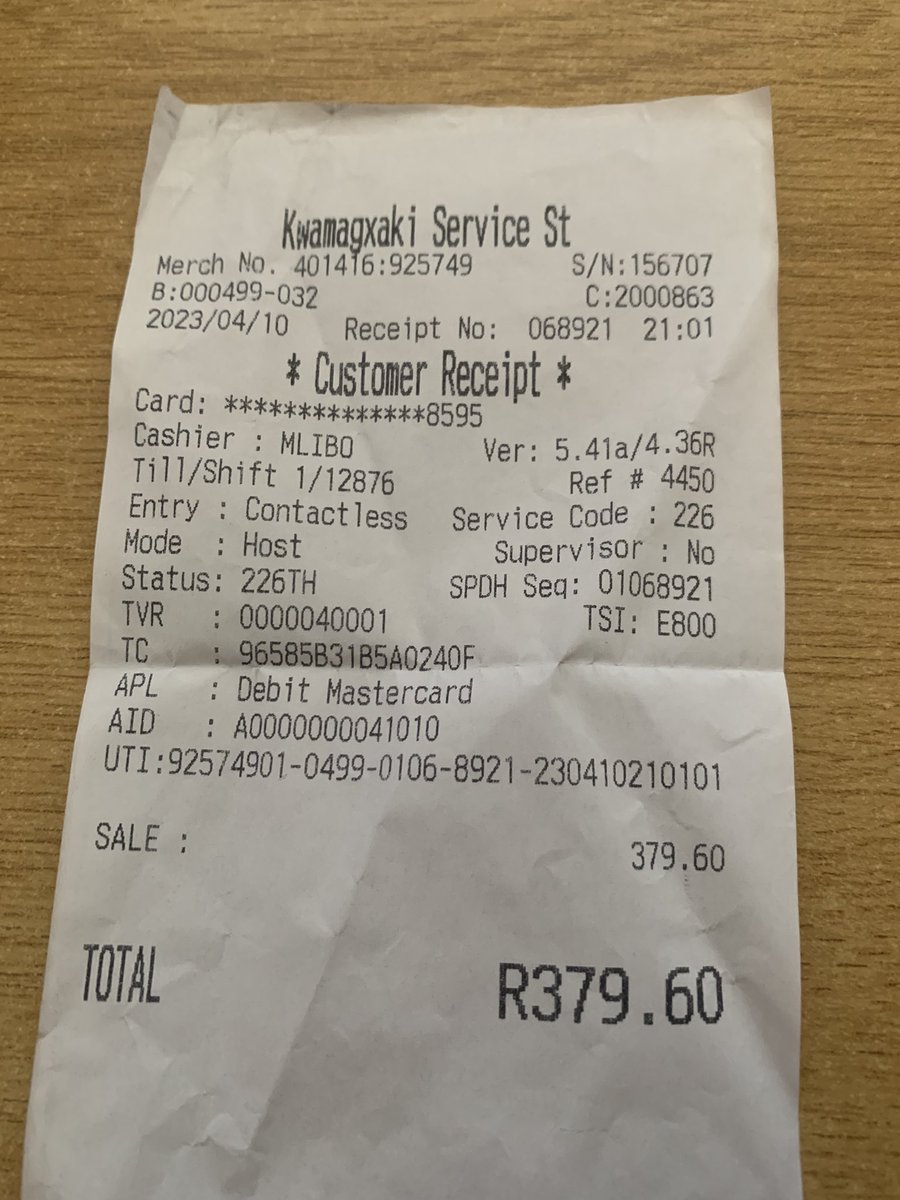 Kwamagxaki Service St
Merch No. 401416:925749 S/N:156707
B:000499-032 C:2000863
2023/04/10 Receipt No: 068921 21:01
* Customer Receipt *
Card: **************8595
Cashier : MLIBO Ver: 5.41a/4.36R
Till/Shift 1/12876 Ref # 4450
Entry : Contactless Service Code : 226
Mode : Host Supervisor : No
Status: 226TH SPDH Seq: 01068921
TVR : 0000040001 TSI: E800
TC : 96585B31B5A0240F
APL : Debit Mastercard
AID : A0000000041010
UTI:92574901-0499-0106-8921-230410210101
SALE : 379.60
TOTAL R379.60